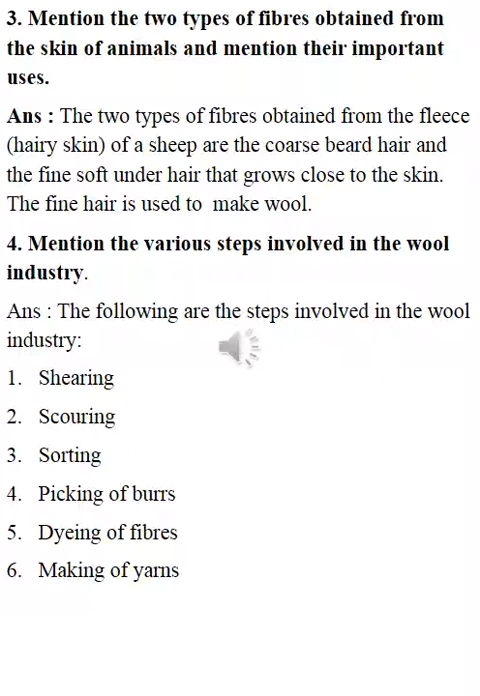 3. Mention the two types of fibres obtained from
the skin of animals and mention their important
uses.
Ans : The two types of fibres obtained from the fleece
(hairy skin) of a sheep are the coarse beard hair and
the fine soft under hair that grows close to the skin.
The fine hair is used to  make wool.
4. Mention the various steps involved in the wool
industry.
Ans : The following are the steps involved in the wool
industry:
1. Shearing
2. Scouring
3. Sorting
4. Picking of burrs
5. Dyeing of fibres
6. Making of yarns